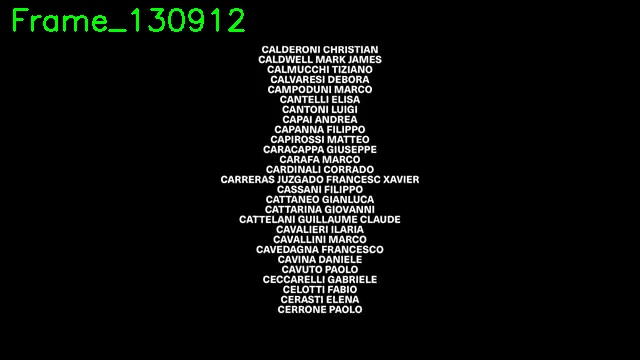 Frame_130912
CALDERONI CHRISTIAN
CALDWELL MARK JAMES
CALMUCCHI TIZIANO
CALVARESI DEBORA
CAMPODUNI MARCO
CANTELLI ELISA
CANTONI LUIGI
CAPAI ANDREA
CAPANNA FILIPPO
CAPIROSSI MATTEO
CARACAPPA GIUSEPPE
CARAFA MARCO
CARDINALI CORRADO
CARRERAS JUZGADO FRANCESC XAVIER
CASSANI FILIPPO
CATTANEO GIANLUCA
CATTARINA GIOVANNI
CATTELANI GUILLAUME CLAUDE
CAVALIERI ILARIA
CAVALLINI MARCO
CAVEDAGNA FRANCESCO
CAVINA DANIELE
CAVUTO PAOLO
CECCARELLI GABRIELE
CELOTTI FABIO
CERASTI ELENA
CERRONE PAOLO